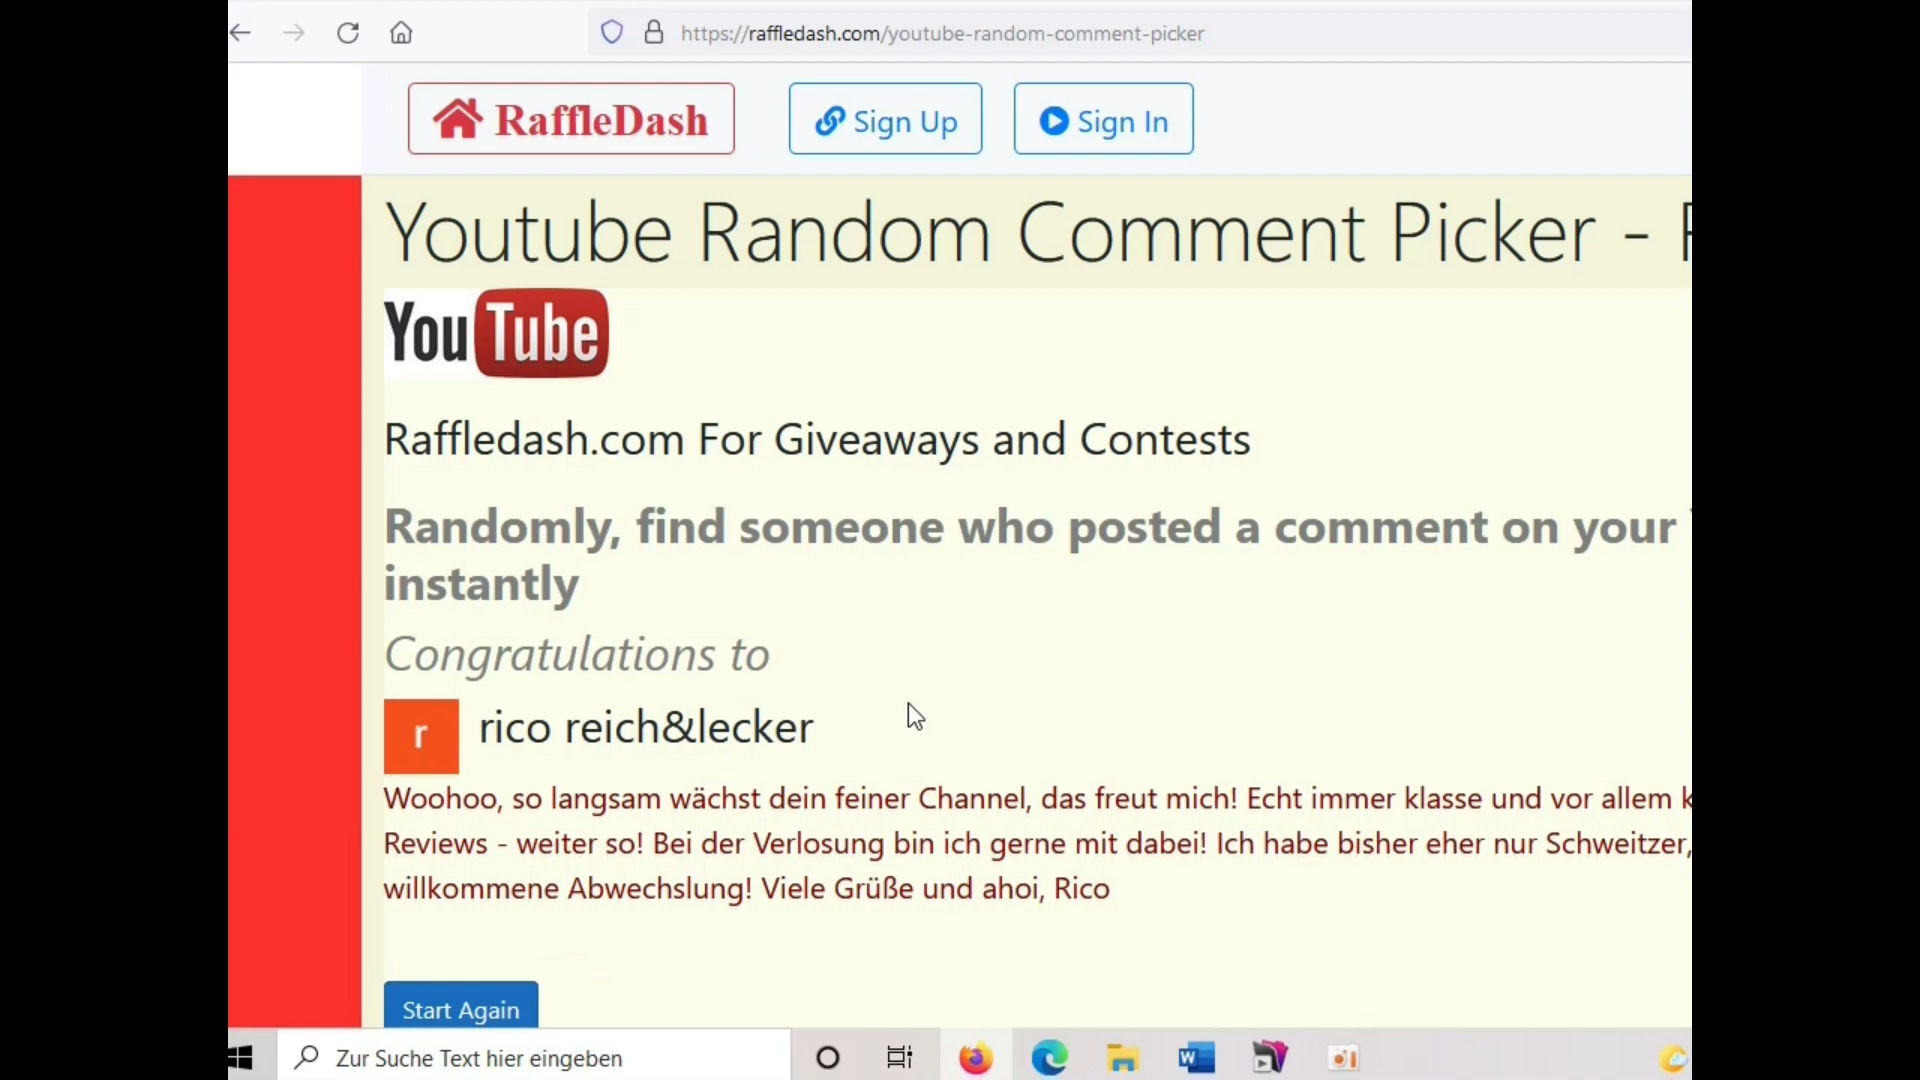 https://raffledash.com/youtube-random-comment-picker
RaffleDash
Sign Up
Sign In
Youtube Random Comment Picker -
YouTube
Raffledash.com For Giveaways and Contests
Randomly, find someone who posted a comment on your
instantly
Congratulations to
r
rico reich&lecker
Woohoo, so langsam wächst dein feiner Channel, das freut mich! Echt immer klasse und vor allem
Reviews - weiter so! Bei der Verlosung bin ich gerne mit dabei! Ich habe bisher eher nur Schweitzer,
willkommene Abwechslung! Viele Grüße und ahoi, Rico
Start Again
Zur Suche Text hier eingeben